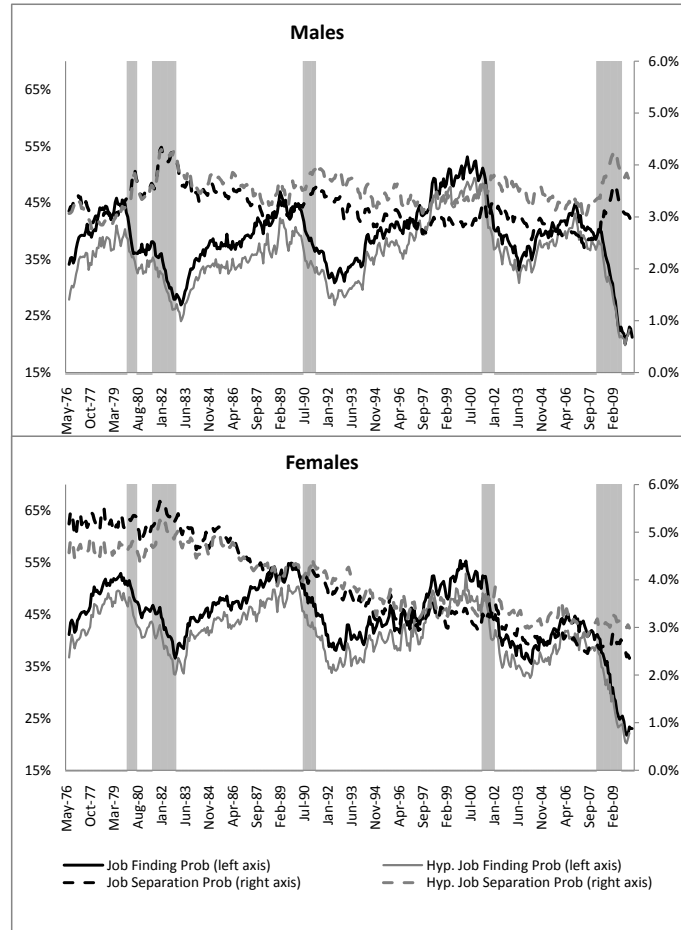 Males
65%
55%
45%
35%
25%
15%
6.0%
5.0%
4.0%
3.0%
2.0%
1.0%
0.0%
May-76
Oct-77
Mar-79
Aug-80
Jan-82
Jun-83
Nov-84
Apr-86
Sep-87
Feb-89
Jul-90
Dec-91
Jun-93
Nov-94
Apr-96
Sep-97
Feb-99
Jul-00
Jan-02
Jun-03
Nov-04
Apr-06
Sep-07
Feb-09
Females
65%
55%
45%
35%
25%
15%
6.0%
5.0%
4.0%
3.0%
2.0%
1.0%
0.0%
May-76
Oct-77
Mar-79
Aug-80
Jan-82
Jun-83
Nov-84
Apr-86
Sep-87
Feb-89
Jul-90
Dec-91
Jun-93
Nov-94
Apr-96
Sep-97
Feb-99
Jul-00
Jan-02
Jun-03
Nov-04
Apr-06
Sep-07
Feb-09
Job Finding Prob (left axis)
Hyp. Job Finding Prob (left axis)
Job Separation Prob (right axis)
Hyp. Job Separation Prob (right axis)